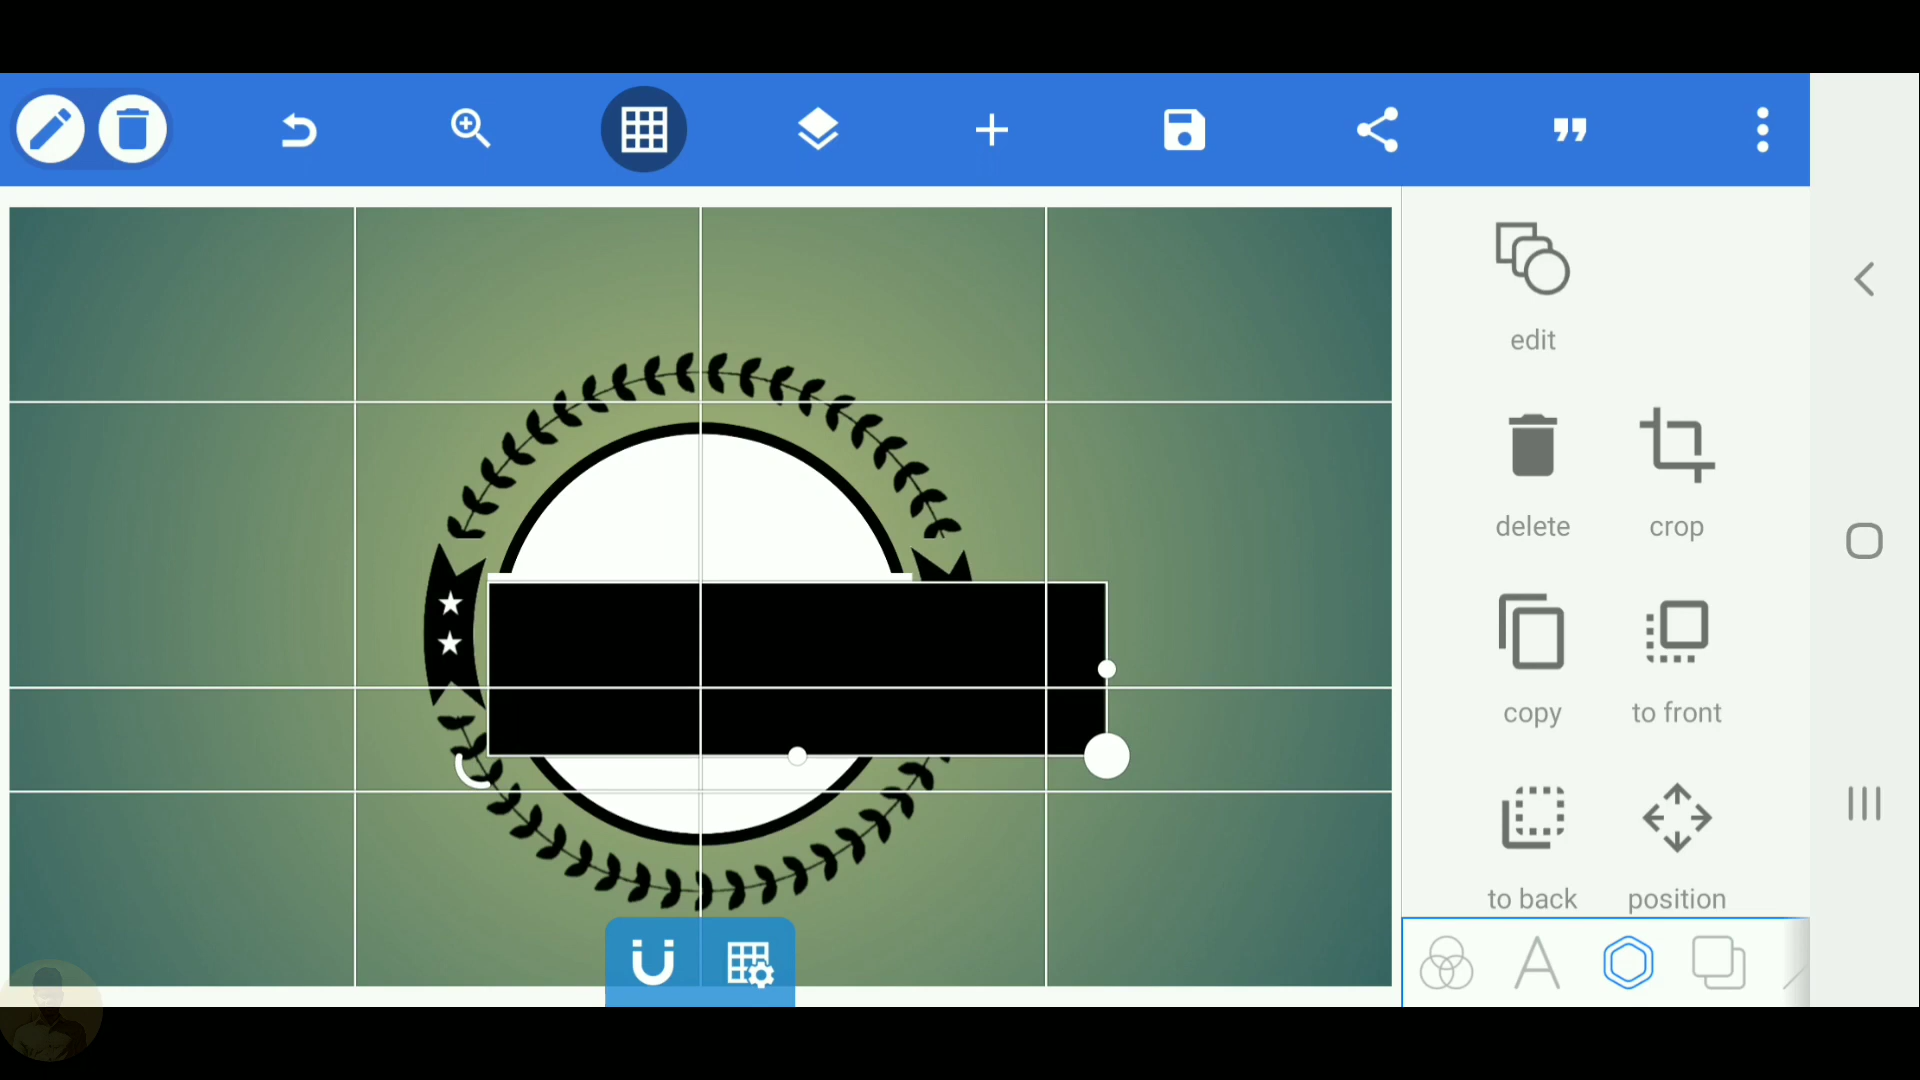 edit
delete
crop
copy
to front
to back
position